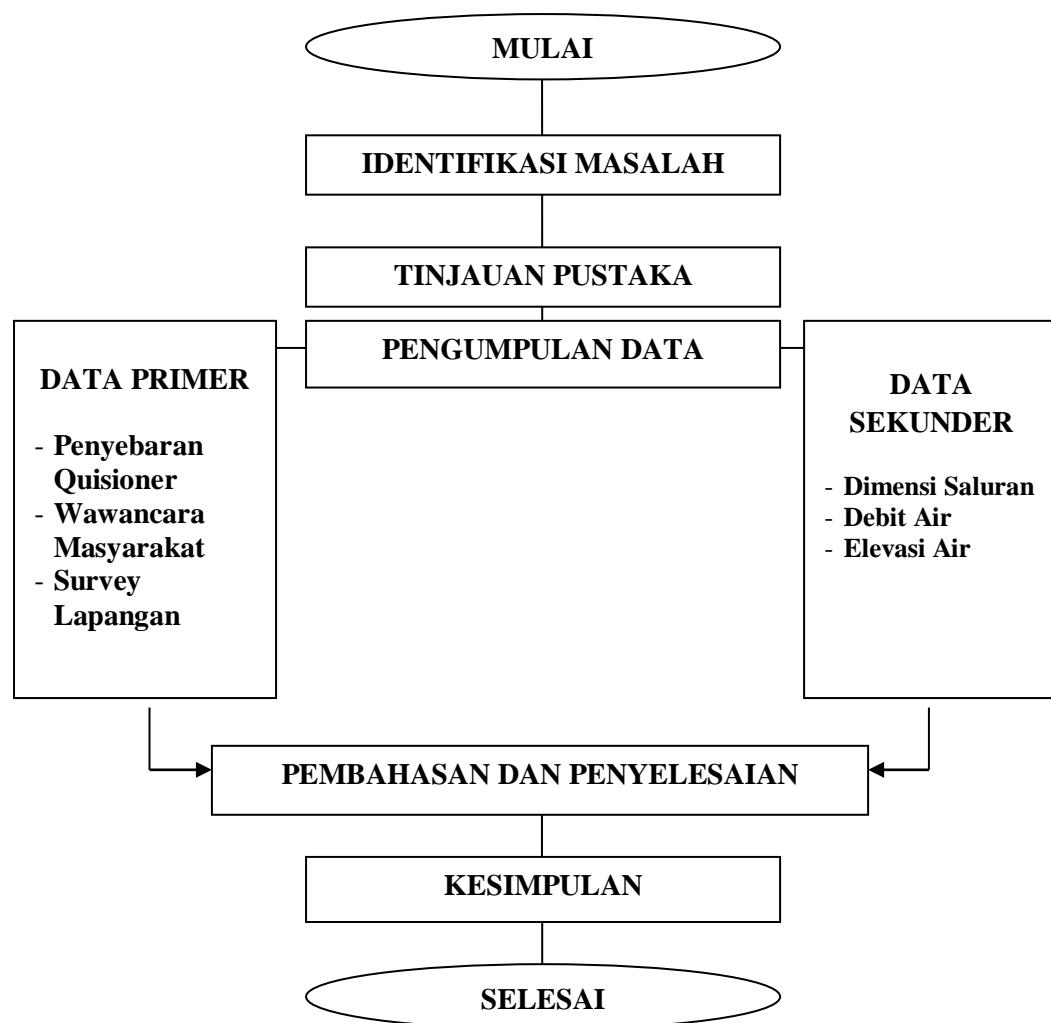 MULAI
IDENTIFIKASI MASALAH
TINJAUAN PUSTAKA
PENGUMPULAN DATA
DATA PRIMER
- Penyebaran
Quisioner
- Wawancara
Masyarakat
- Survey
Lapangan
DATA
SEKUNDER
- Dimensi Saluran
- Debit Air
- Elevasi Air
PEMBAHASAN DAN PENYELESAIAN
KESIMPULAN
SELESAI